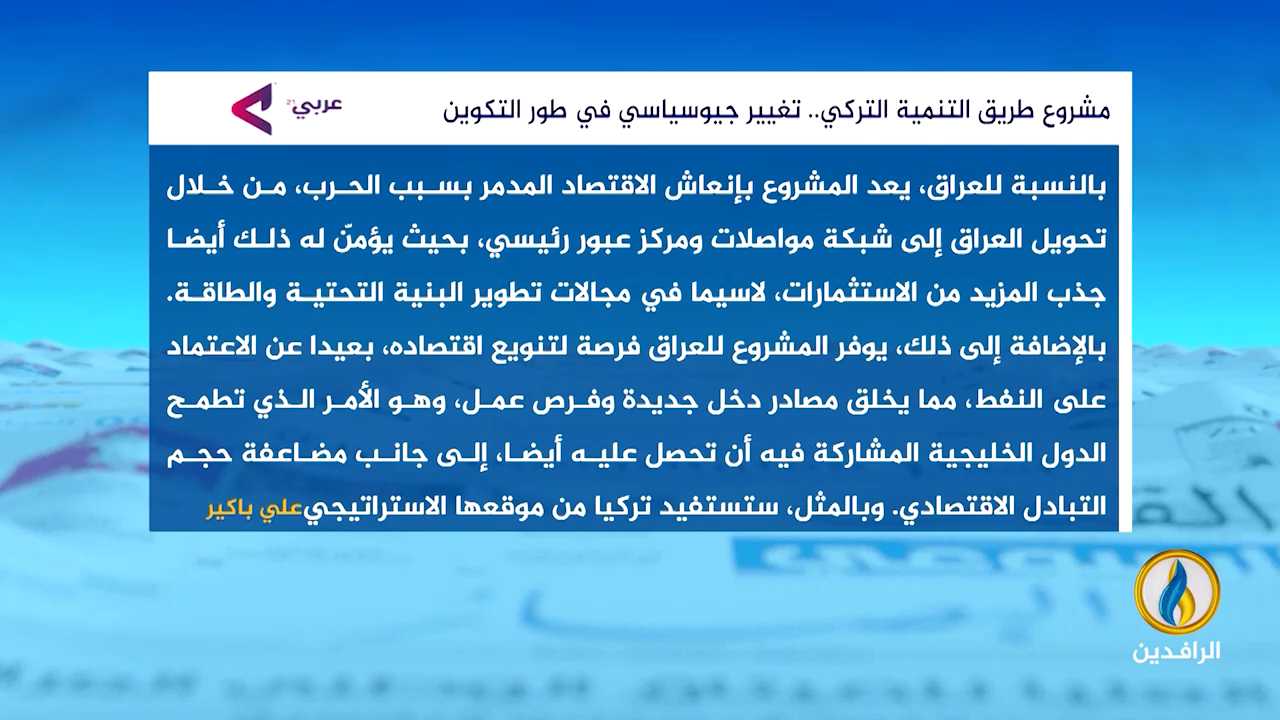 مشروع طريق التنمية التركي.. تغيير جيوسياسي في طور التكوين
عربي21
بالنسبة للعراق، يعد المشروع بإنعاش الاقتصاد المدمر بسبب الحرب، من خلال
تحويل العراق إلى شبكة مواصلات ومركز عبور رئيسي، بحيث يؤمنّ له ذلك أيضا
جذب المزيد من الاستثمارات، لاسيما في مجالات تطوير البنية التحتية والطاقة.
بالإضافة إلى ذلك، يوفر المشروع للعراق فرصة لتنويع اقتصاده، بعيدا عن الاعتماد
على النفط، مما يخلق مصادر دخل جديدة وفرص عمل، وهو الأمر الذي تطمح
الدول الخليجية المشاركة فيه أن تحصل عليه أيضا، إلى جانب مضاعفة حجم
التبادل الاقتصادي. وبالمثل، ستستفيد تركيا من موقعها الاستراتيجي علي باكير
الرافدين